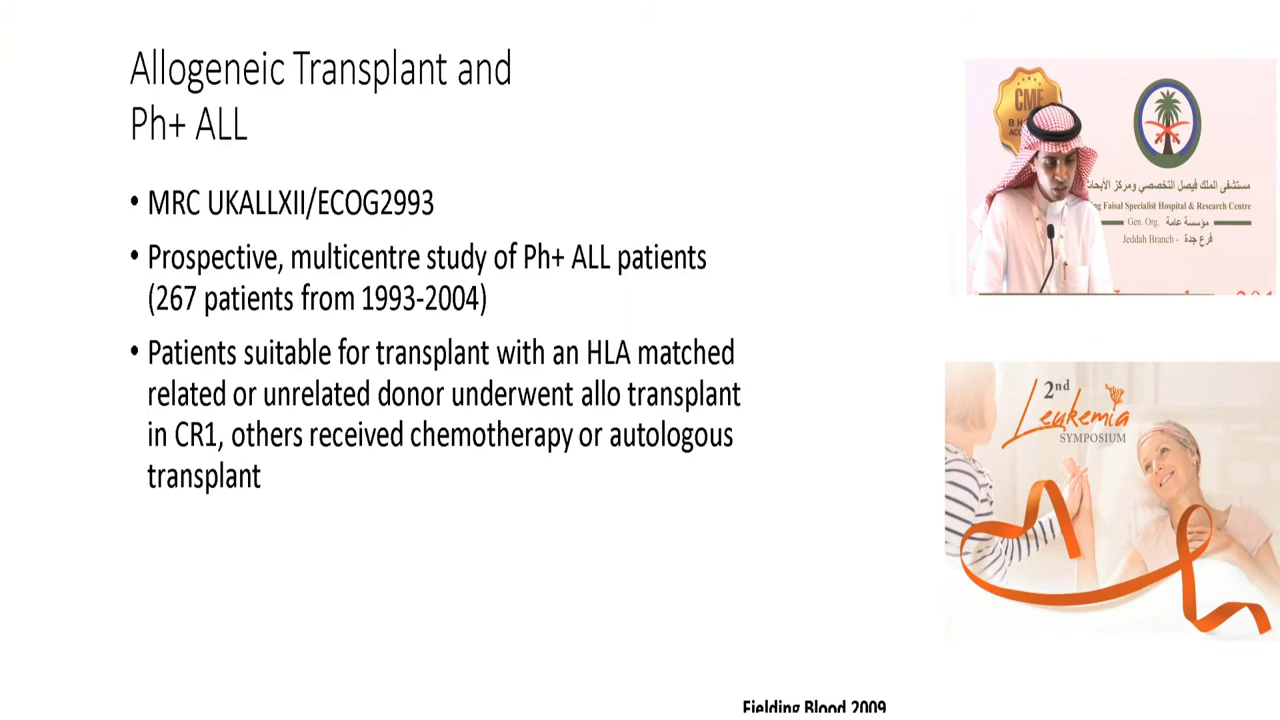 Allogeneic Transplant and
Ph+ ALL
• MRC UKALLXII/ECOG2993
• Prospective, multicentre study of Ph+ ALL patients
(267 patients from 1993-2004)
• Patients suitable for transplant with an HLA matched
related or unrelated donor underwent allo transplant
in CR1, others received chemotherapy or autologous
transplant
Fielding Blood 2009
CME
8 H
مستشفى الملك فيصل التخصصي ومركز الأبحاث
Faisal Specialist Hospital & Research Centre
Gen. Org. مؤسسة عامة
Jeddah Branch - فرع جدة
2nd
Leukemia
SYMPOSIUM